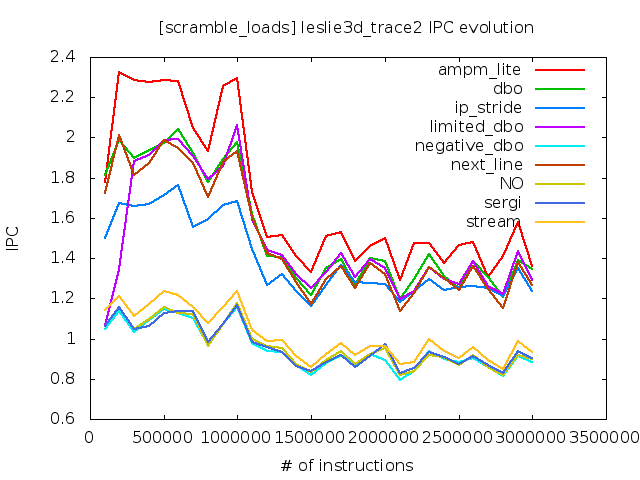 [scramble_loads] leslie3d_trace2 IPC evolution
IPC
2.4
2.2
2
1.8
1.6
1.4
1.2
1
0.8
0.6
ampm_lite
dbo
ip_stride
limited_dbo
negative_dbo
next_line
NO
sergi
stream
0 500000 1000000 1500000 2000000 2500000 3000000 3500000
# of instructions